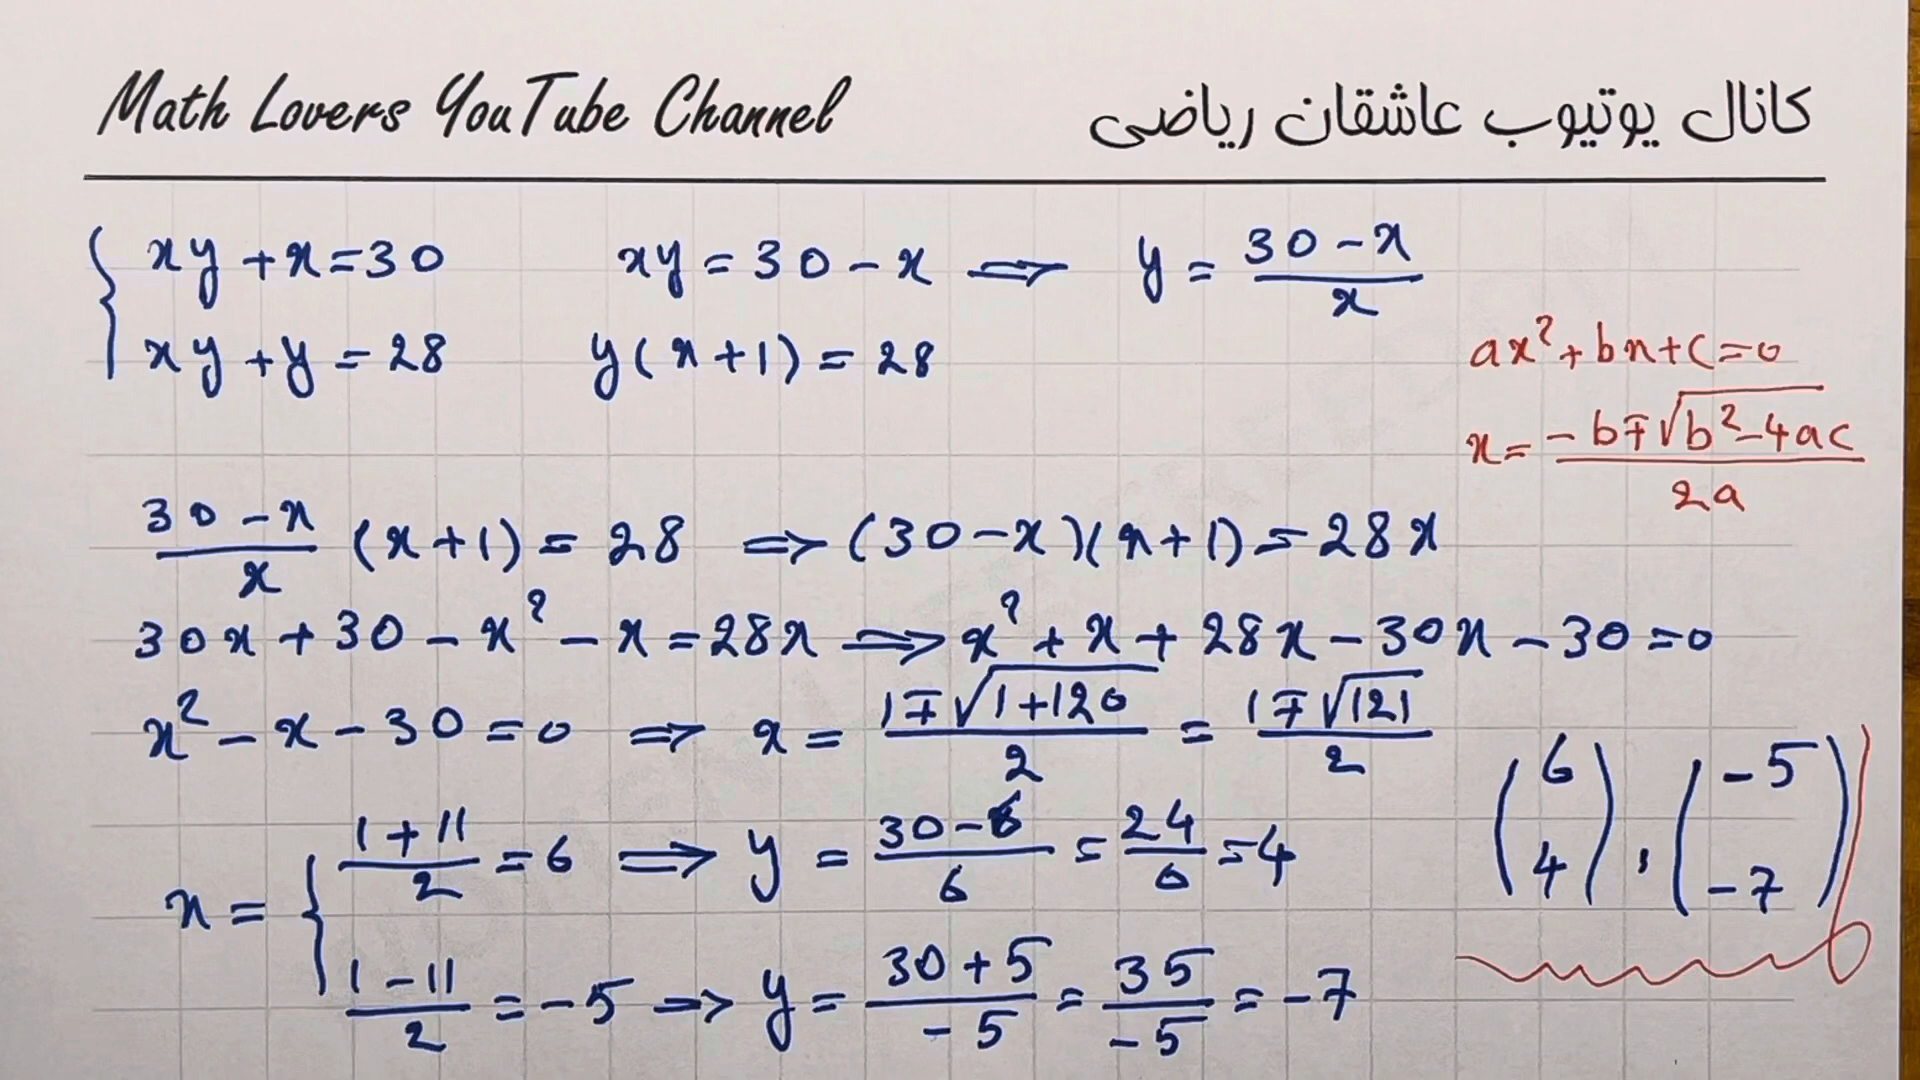 Math Lovers YouTube Channel
کانال یوتیوب عاشقان ریاضی
xy + x = 30
xy = 30 - x ⟹ y = (30 - x)/x
xy + y = 28
y(x + 1) = 28
ax² + bx + c = 0
x = (-b ∓ √(b² - 4ac))/2a
(30 - x)/x (x + 1) = 28 ⟹ (30 - x)(x + 1) = 28x
30x + 30 - x² - x = 28x ⟹ x² + x + 28x - 30x - 30 = 0
x² - x - 30 = 0 ⟹ x = (1 ∓ √(1 + 120))/2 = (1 ∓ √121)/2
x = { (1 + 11)/2 = 6 ⟹ y = (30 - 6)/6 = 24/6 = 4
(1 - 11)/2 = -5 ⟹ y = (30 + 5)/-5 = 35/-5 = -7
(6 4), (-5 -7)